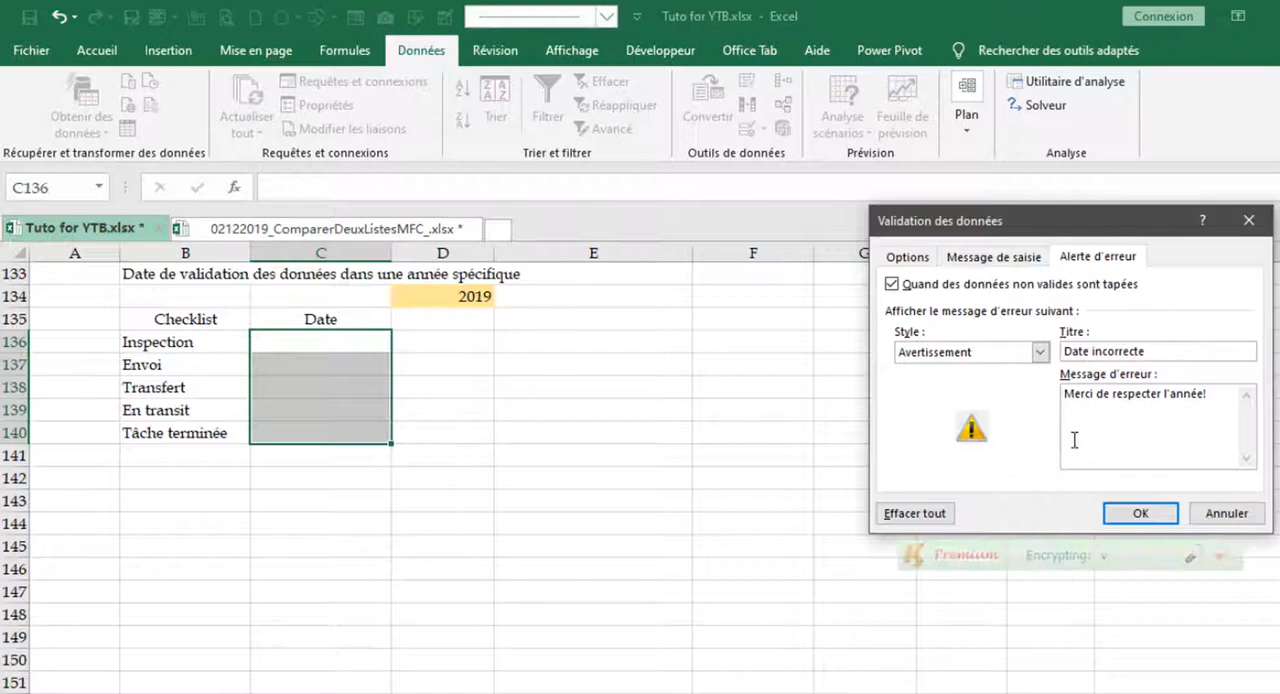 Tuto for YTB.xlsx - Excel
Connexion
Fichier Accueil Insertion Mise en page Formules Données Révision Affichage Développeur Office Tab Aide Power Pivot Rechercher des outils adaptés
Obtenir des données
Actualiser tout
Requêtes et connexions
Propriétés
Modifier les liaisons
Trier
Filtrer
Effacer
Réappliquer
Avancé
Convertir
Analyse scénarios
Feuille de prévision
Plan
Utilitaire d'analyse
Solveur
Récupérer et transformer des données Requêtes et connexions Trier et filtrer Outils de données Prévision Analyse
C136 fx
Tuto for YTB.xlsx * 02122019_ComparerDeuxListesMFC_.xlsx *
A B C D E F G
133 Date de validation des données dans une année spécifique
134 2019
135 Checklist Date
136 Inspection
137 Envoi
138 Transfert
139 En transit
140 Tâche terminée
141
142
143
144
145
146
147
148
149
150
151
Validation des données ?
Options Message de saisie Alerte d'erreur
Quand des données non valides sont tapées
Afficher le message d'erreur suivant :
Style : Titre :
Avertissement Date incorrecte
Message d'erreur :
Merci de respecter l'année!
Effacer tout OK Annuler
Premium Encrypting: v